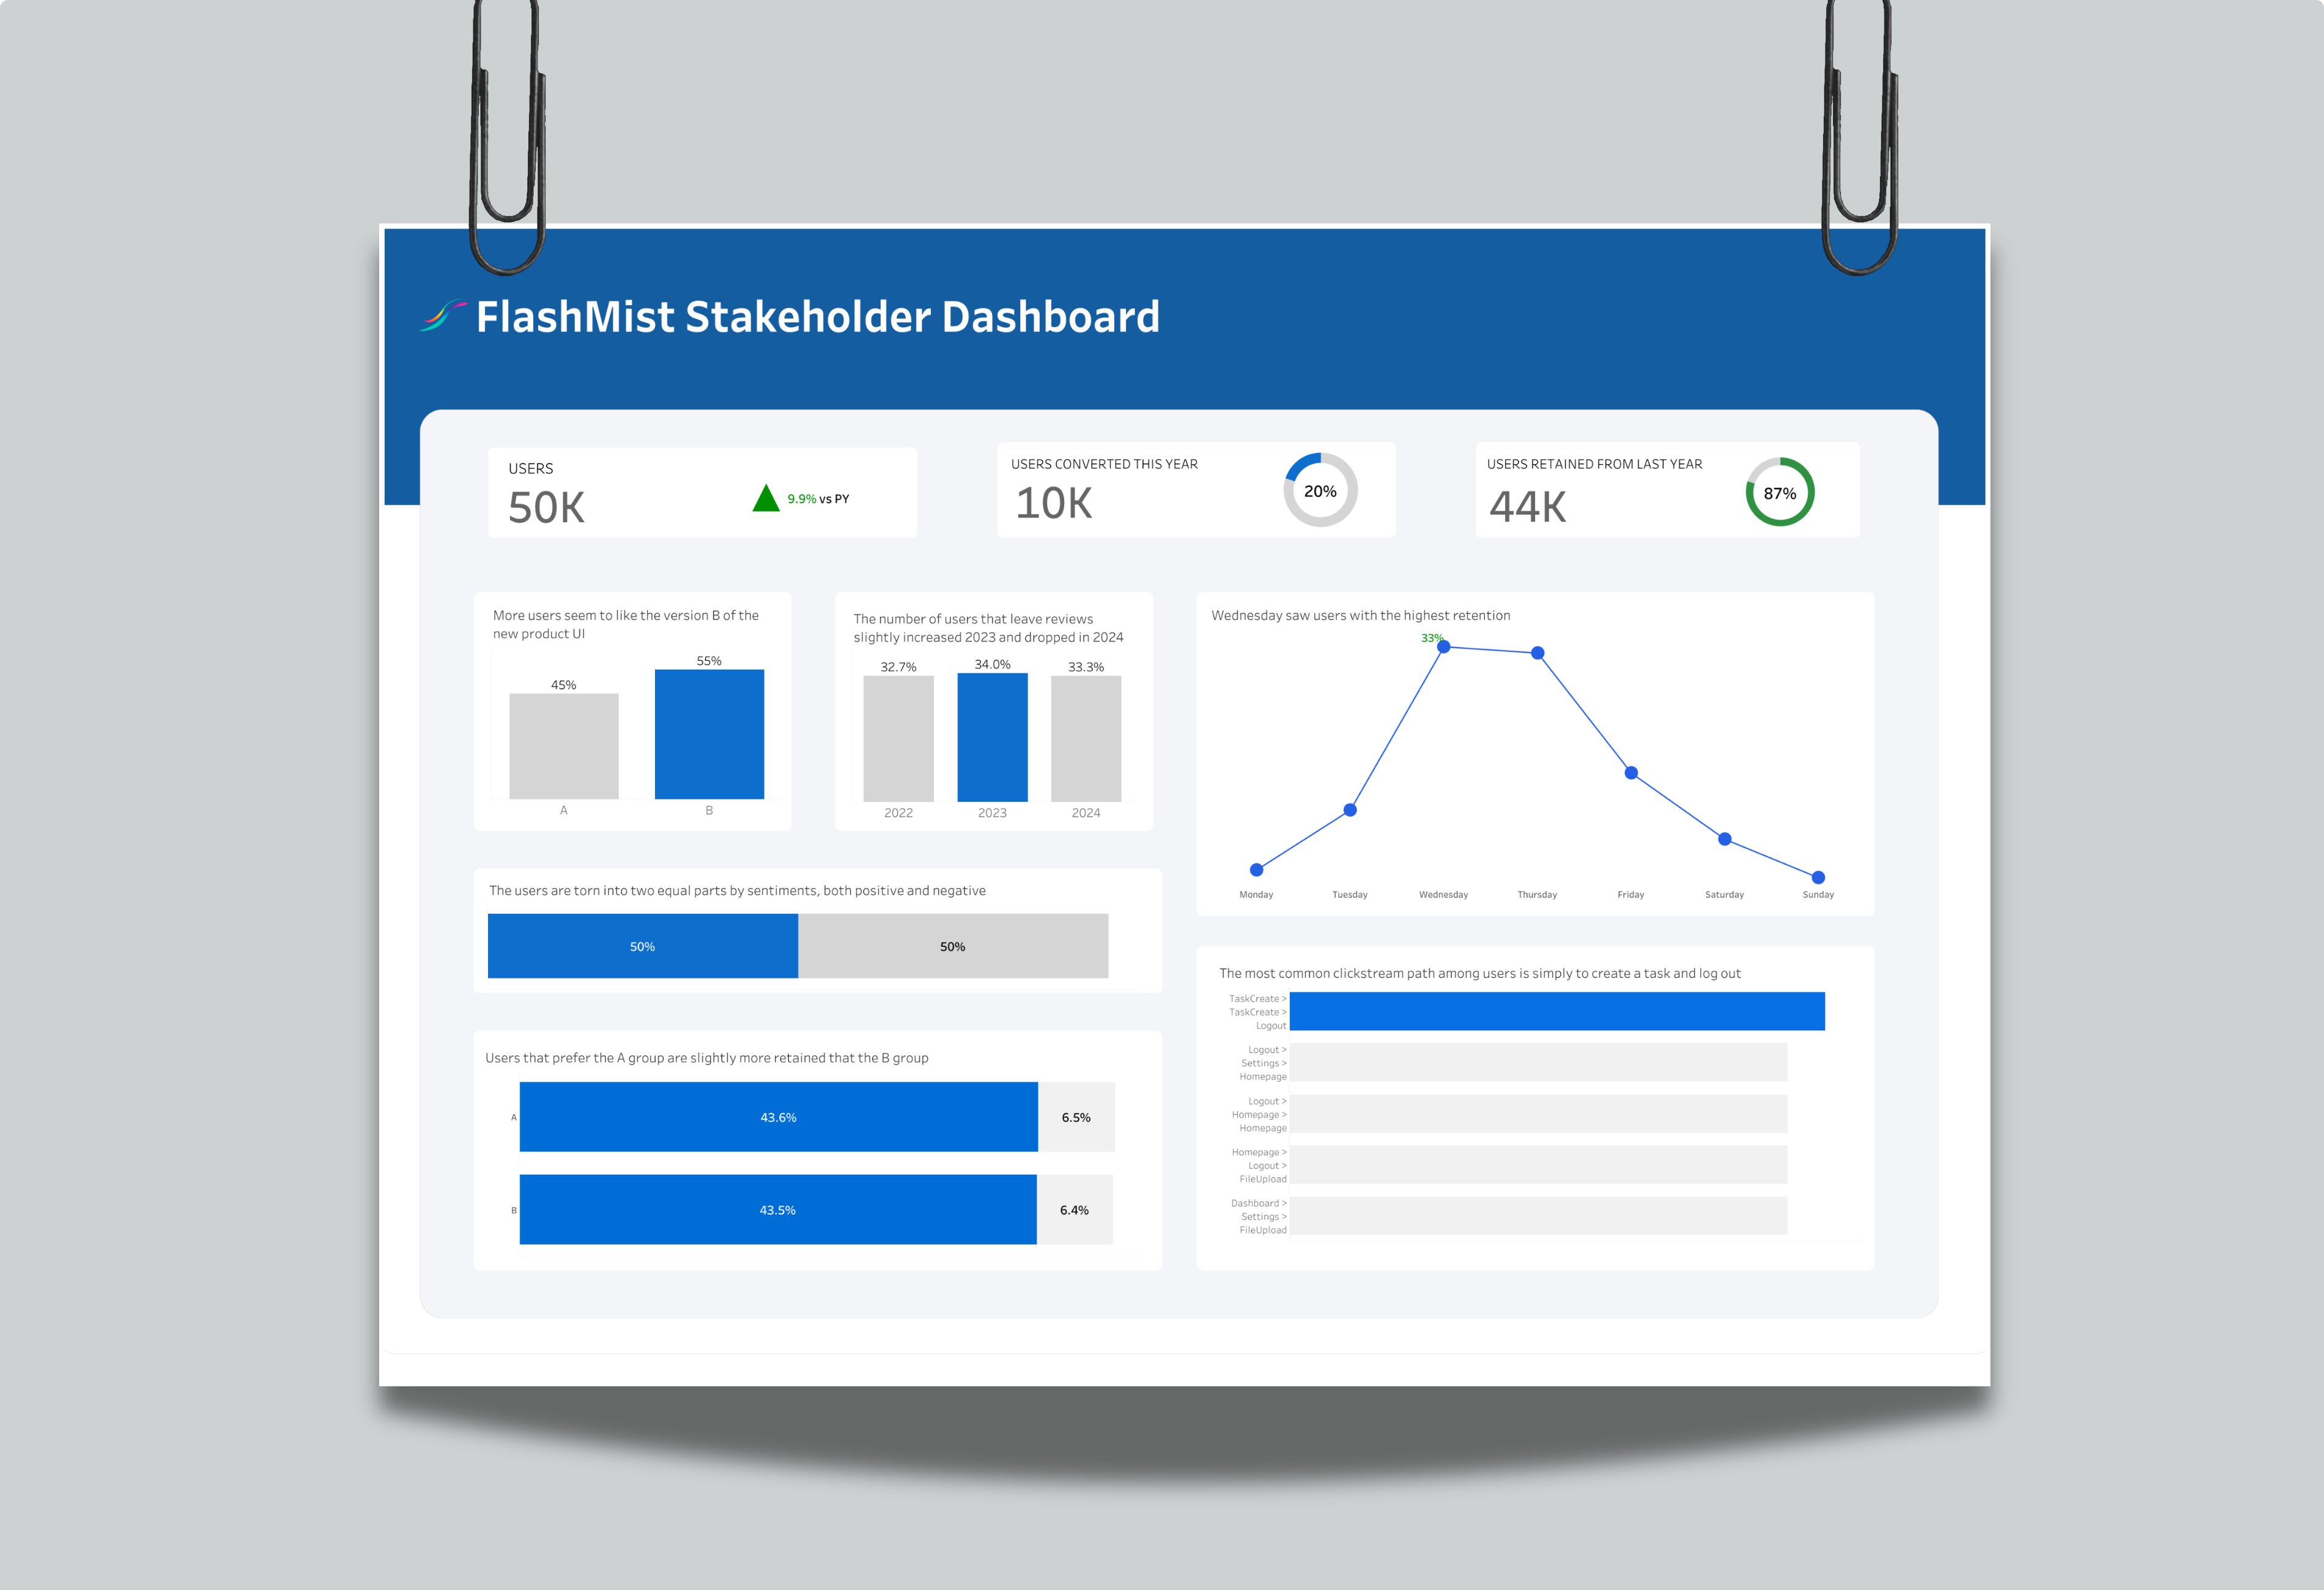 FlashMist Stakeholder Dashboard
USERS
50K
9.9% vs PY
USERS CONVERTED THIS YEAR
10K
20%
USERS RETAINED FROM LAST YEAR
44K
87%
More users seem to like the version B of the
new product UI
45%
55%
A
B
The number of users that leave reviews
slightly increased 2023 and dropped in 2024
32.7%
34.0%
33.3%
2022
2023
2024
Wednesday saw users with the highest retention
33%
Monday
Tuesday
Wednesday
Thursday
Friday
Saturday
Sunday
The users are torn into two equal parts by sentiments, both positive and negative
50%
50%
Users that prefer the A group are slightly more retained that the B group
A
43.6%
6.5%
B
43.5%
6.4%
The most common clickstream path among users is simply to create a task and log out
TaskCreate >
TaskCreate >
Logout
Logout >
Settings >
Homepage
Logout >
Homepage >
Homepage
Homepage >
Logout >
FileUpload
Dashboard >
Settings >
FileUpload